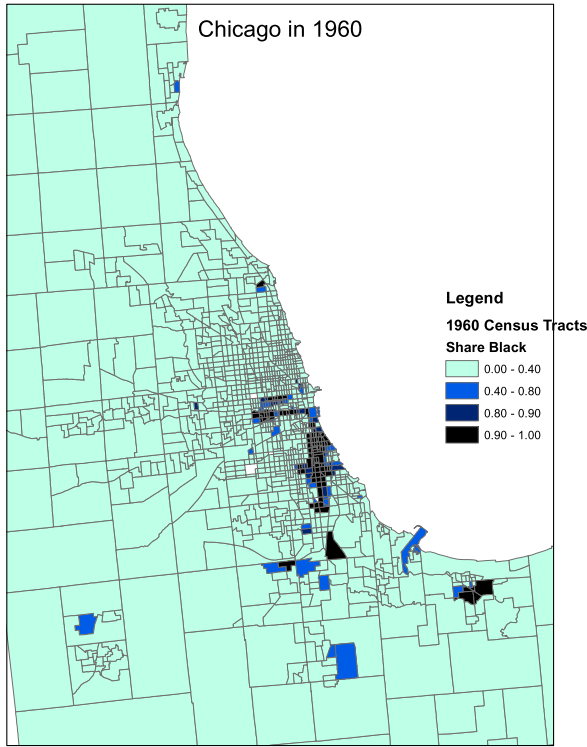 Chicago in 1960
Legend
1960 Census Tracts
Share Black
0.00 - 0.40
0.40 - 0.80
0.80 - 0.90
0.90 - 1.00